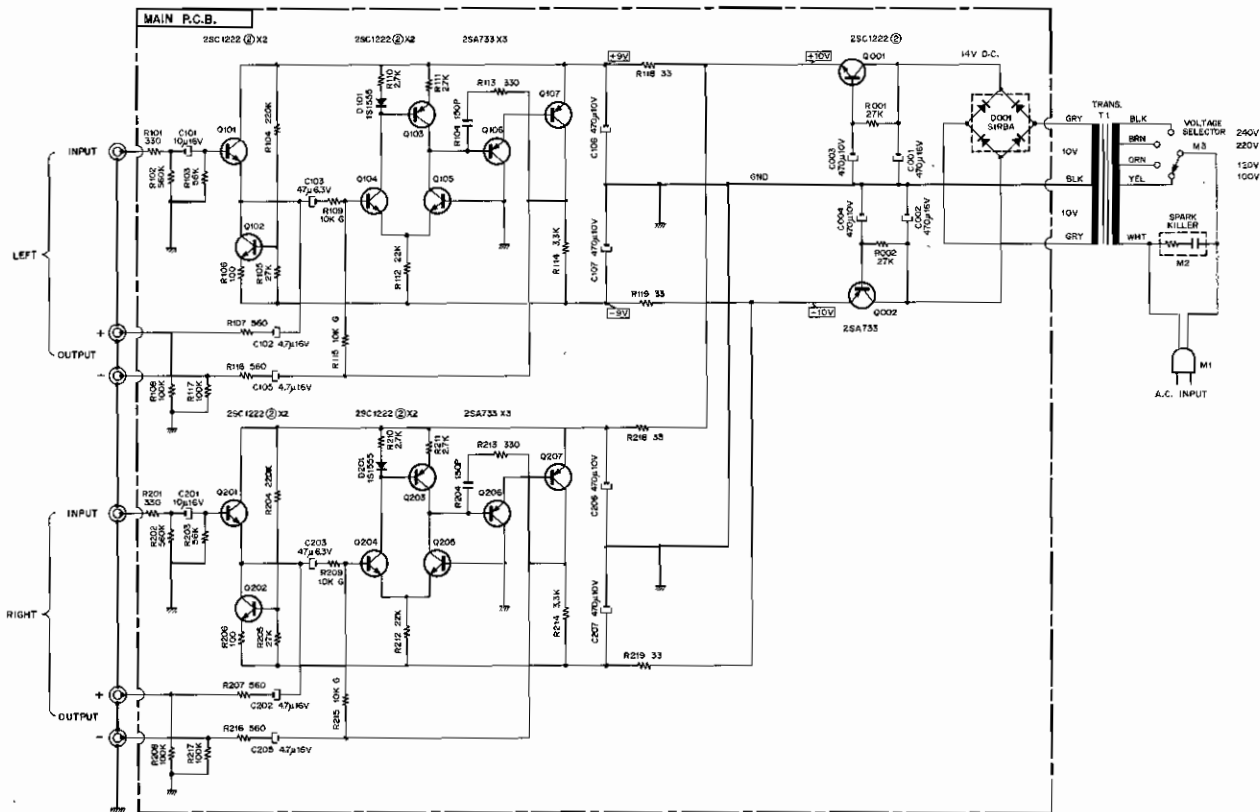 MAIN P.C.B.
2SC1222 ② X2
2SC1222 ② X2
2SA733 X3
2SC1222 ②
INPUT
R101
330
C101
10μ16V
R102
560K
R103
56K
Q101
R104 220K
Q102
R106
100
R105
27K
R110
2.7K
D101
1S1555
R111
2.7K
Q103
R113 330
R104 150P
Q106
Q107
Q104
Q105
C103
47μ6.3V
R109
10K G
R112 22K
R114 3.3K
C106 470μ10V
C107 470μ10V
+9V
R118 33
+10V
Q001
R001
27K
C003
470μ10V
C001
470μ16V
14V D.C.
D001
S1RBA
GND
C004
470μ10V
C002
470μ16V
R002
27K
-9V
R119 33
-10V
Q002
2SA733
GRY
10V
BLK
10V
GRY
TRANS.
T1
BLK
BRN
ORN
YEL
WHT
VOLTAGE
SELECTOR
M3
240V
220V
120V
100V
SPARK
KILLER
M2
M1
A.C. INPUT
LEFT
+
OUTPUT
-
R107 560
C102 4.7μ16V
R115 10K G
R116 560
C105 4.7μ16V
R108
100K
R117
100K
2SC1222 ② X2
2SC1222 ② X2
2SA733 X3
INPUT
R201
330
C201
10μ16V
R202
560K
R203
56K
Q201
R204 220K
Q202
R206
100
R205
27K
R210
2.7K
D201
1S1555
R211
2.7K
Q203
R213 330
R204 150P
Q206
Q207
Q204
Q205
C203
47μ6.3V
R209
10K G
R212 22K
R214 3.3K
R218 33
C206 470μ10V
C207 470μ10V
R219 33
RIGHT
+
OUTPUT
-
R207 560
C202 4.7μ16V
R215 10K G
R216 560
C205 4.7μ16V
R208
100K
R217
100K